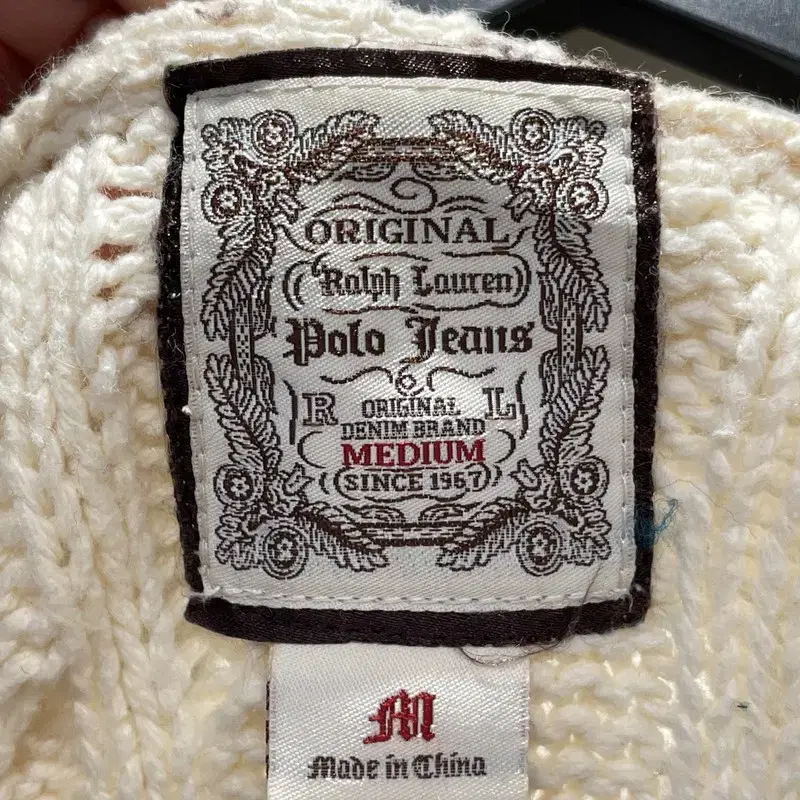 ORIGINAL
Ralph Lauren
Polo Jeans
R ORIGINAL L
DENIM BRAND
MEDIUM
SINCE 1967
M
Made in China